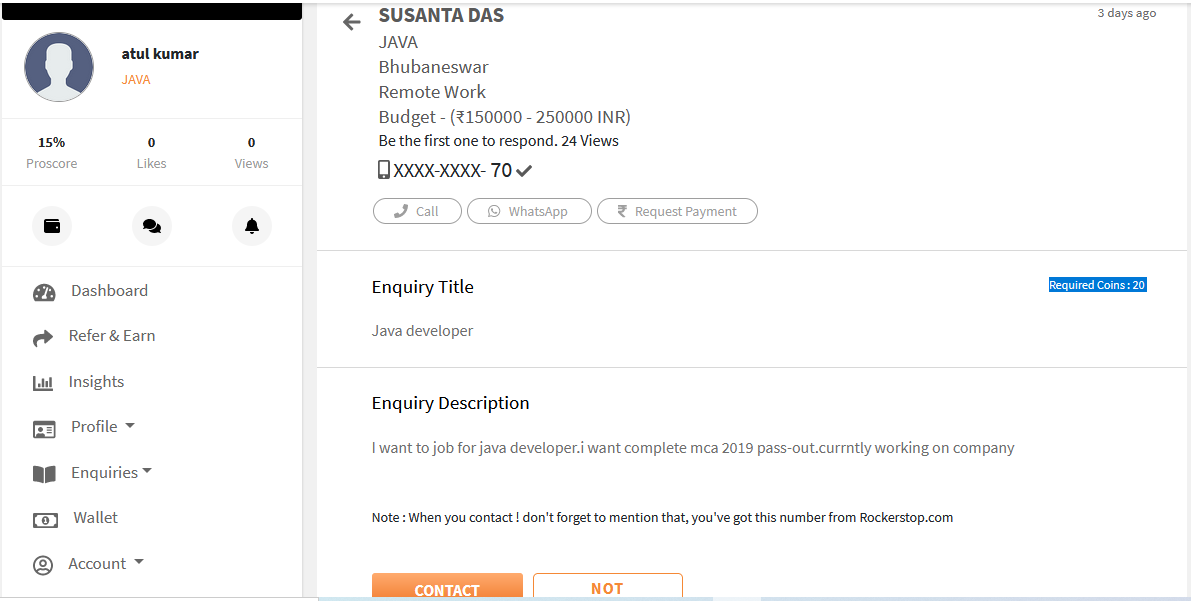 atul kumar
JAVA
15%
Proscore
0
Likes
0
Views
Dashboard
Refer & Earn
Insights
Profile
Enquiries
Wallet
Account
SUSANTA DAS
3 days ago
JAVA
Bhubaneswar
Remote Work
Budget - (₹150000 - 250000 INR)
Be the first one to respond. 24 Views
XXXX-XXXX- 70
Call
WhatsApp
₹ Request Payment
Enquiry Title
Required Coins : 20
Java developer
Enquiry Description
I want to job for java developer.i want complete mca 2019 pass-out.currntly working on company
Note : When you contact ! don't forget to mention that, you've got this number from Rockerstop.com
CONTACT
NOT